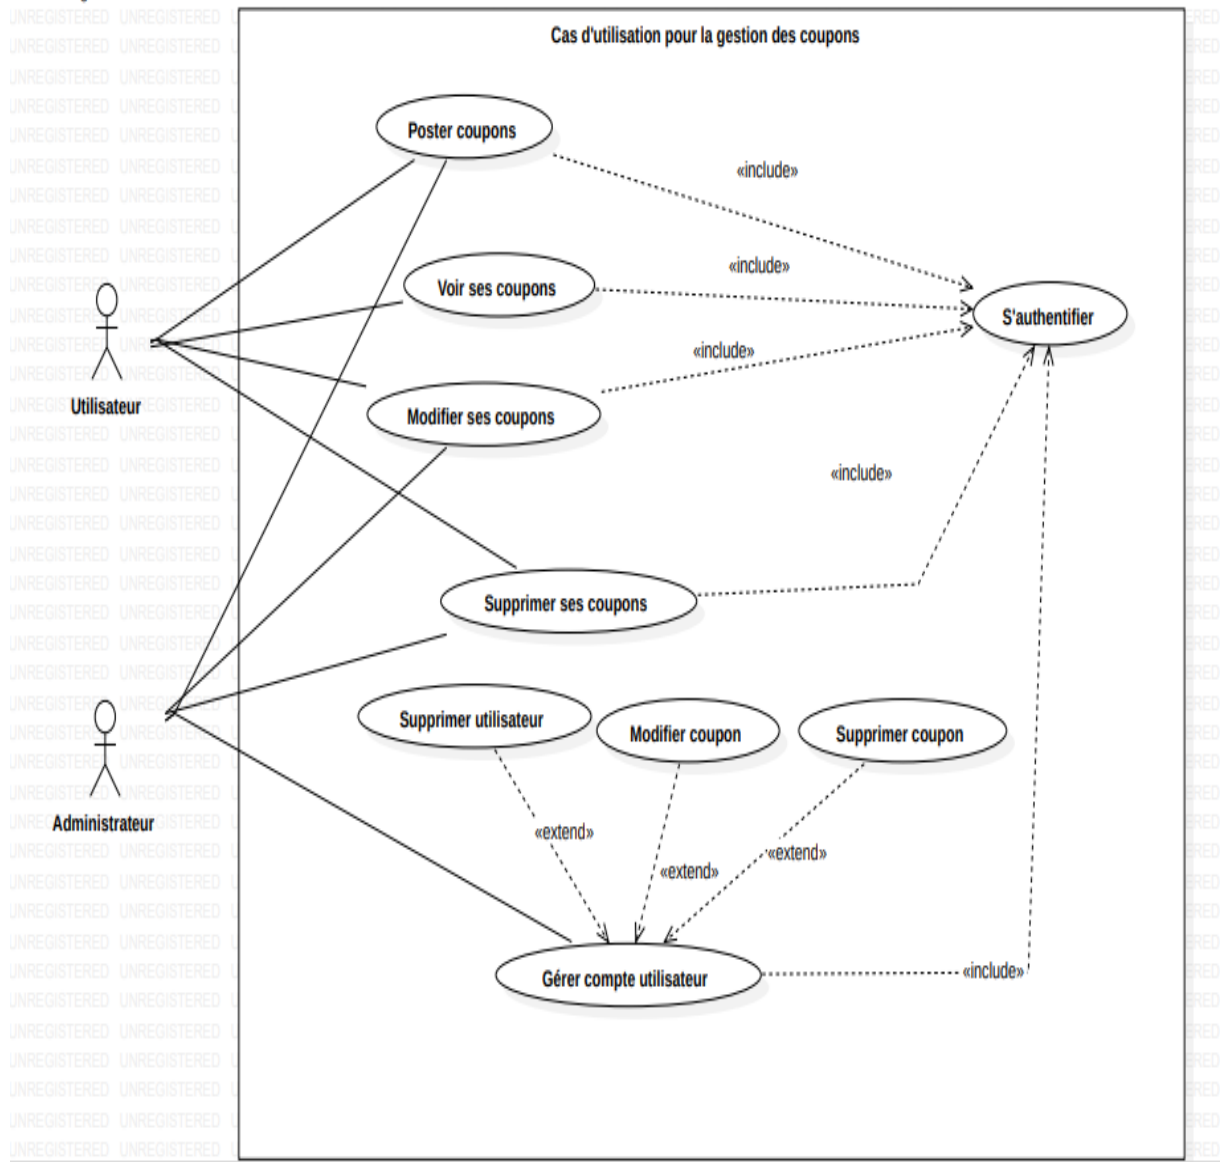 Cas d'utilisation pour la gestion des coupons
Poster coupons
«include»
«include»
Voir ses coupons
S'authentifier
«include»
Utilisateur
Modifier ses coupons
«include»
Supprimer ses coupons
Supprimer utilisateur
Modifier coupon
Supprimer coupon
Administrateur
«extend»
«extend»
«extend»
Gérer compte utilisateur
«include»
UNREGISTERED UNREGISTERED